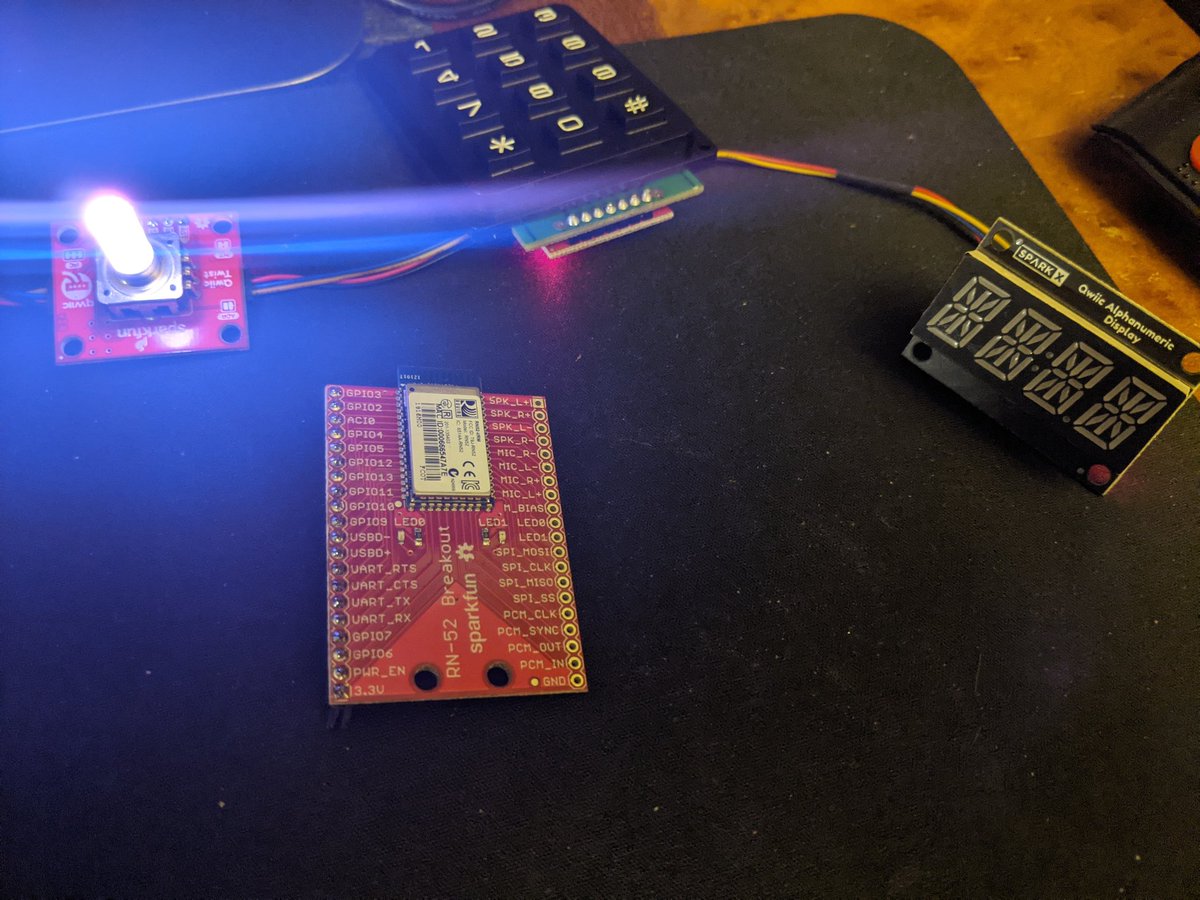 1
2
3
4
5
6
7
8
9
*
0
#
SPARK X
Qwiic Alphanumeric
Display
Qwiic
Twist
qwiic
ADR
sparkfun
GPIO3
GPIO2
ACI0
GPIO4
GPIO5
GPIO12
GPIO13
GPIO11
GPIO10
GPIO9
USBD-
USBD+
UART_RTS
UART_CTS
UART_TX
UART_RX
GPIO7
GPIO6
PWR_EN
3.3V
LED0
LED1
RN-52 Breakout
sparkfun
SPK_L+
SPK_R+
SPK_L-
SPK_R-
MIC_R-
MIC_L-
MIC_R+
MIC_L+
M_BIAS
LED0
LED1
SPI_MOSI
SPI_CLK
SPI_MISO
SPI_SS
PCM_CLK
PCM_SYNC
PCM_OUT
PCM_IN
GND